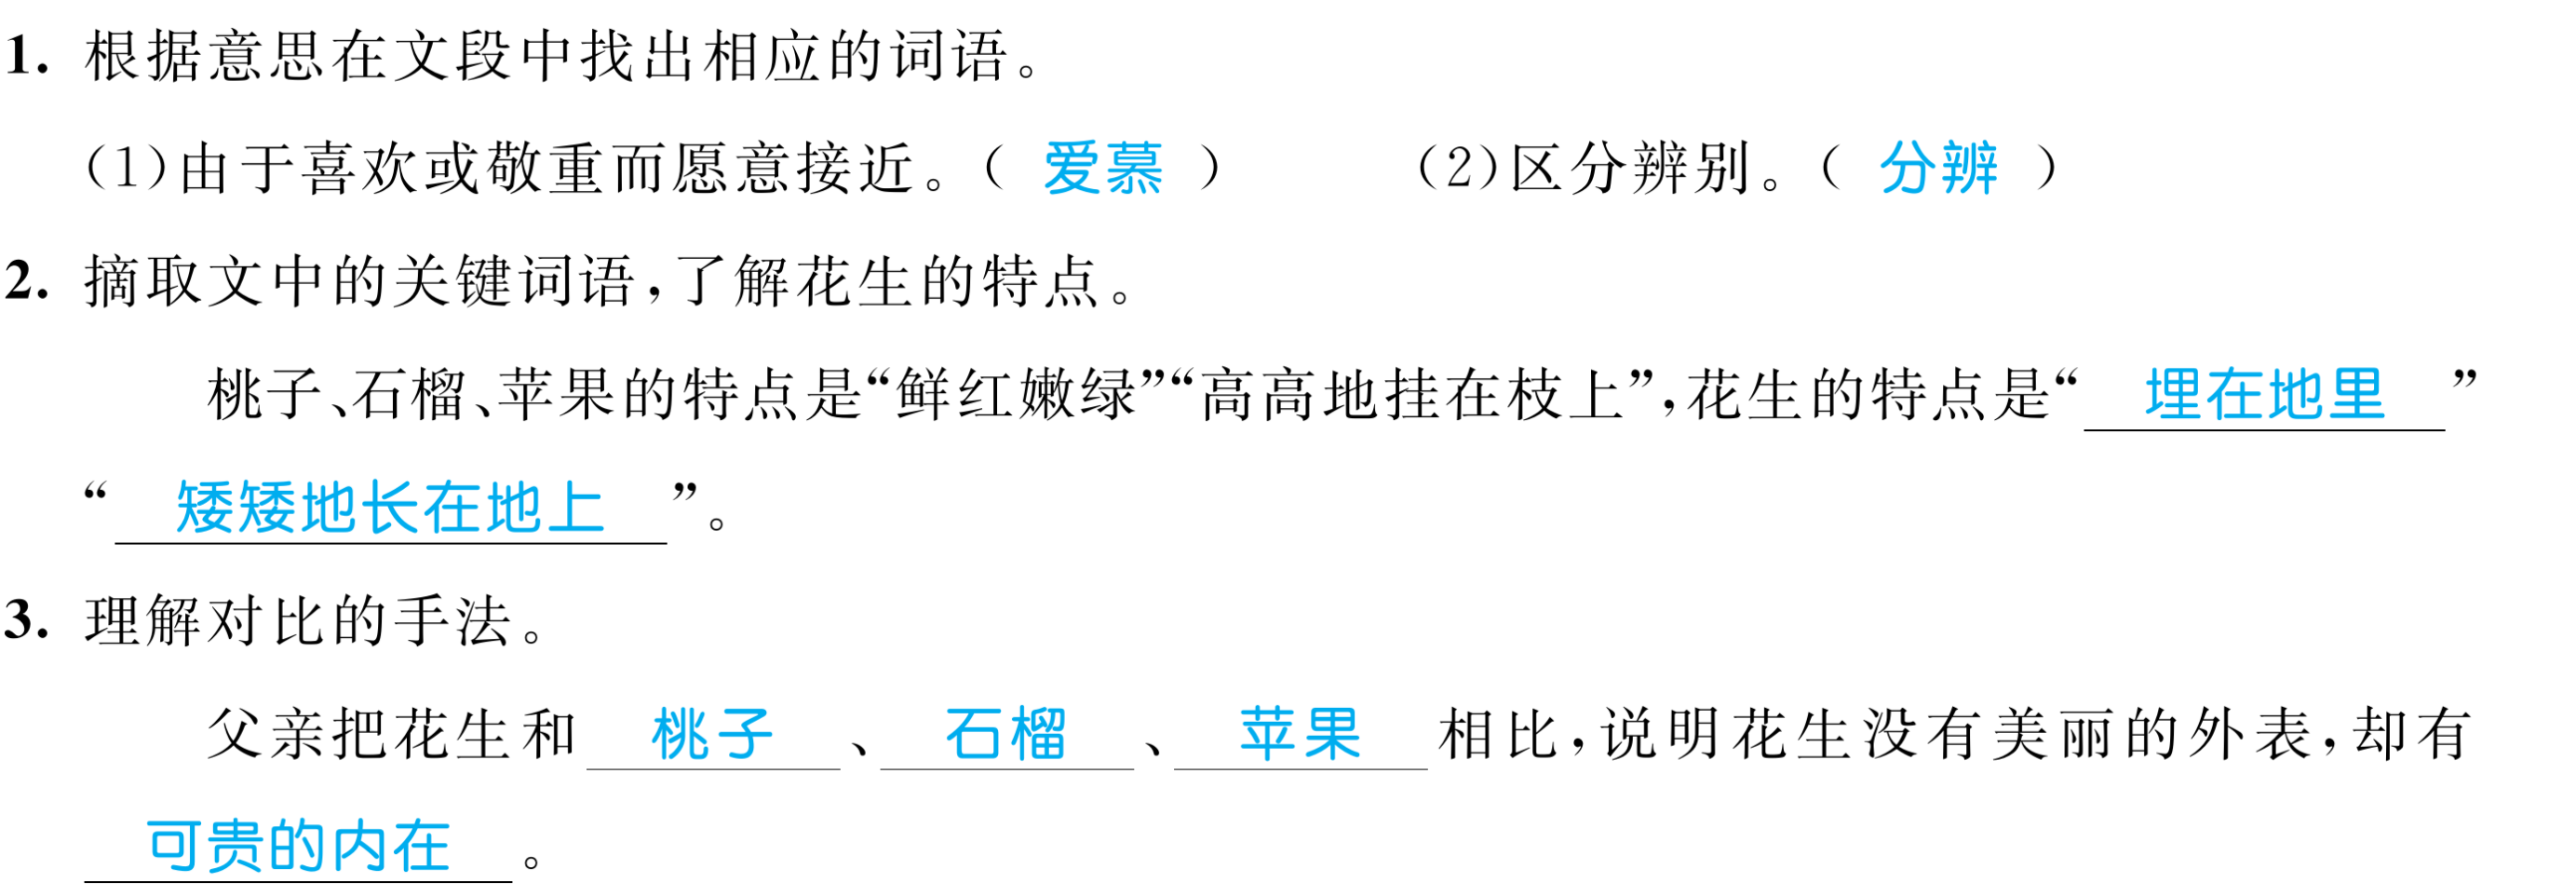 1. 根据意思在文段中找出相应的词语。
(1)由于喜欢或敬重而愿意接近。( 爱慕 ) (2)区分辨别。( 分辨 )
2. 摘取文中的关键词语,了解花生的特点。
桃子、石榴、苹果的特点是“鲜红嫩绿”“高高地挂在枝上”,花生的特点是“ 埋在地里 ”
“ 矮矮地长在地上 ”。
3. 理解对比的手法。
父亲把花生和 桃子 、 石榴 、 苹果 相比,说明花生没有美丽的外表,却有
可贵的内在 。